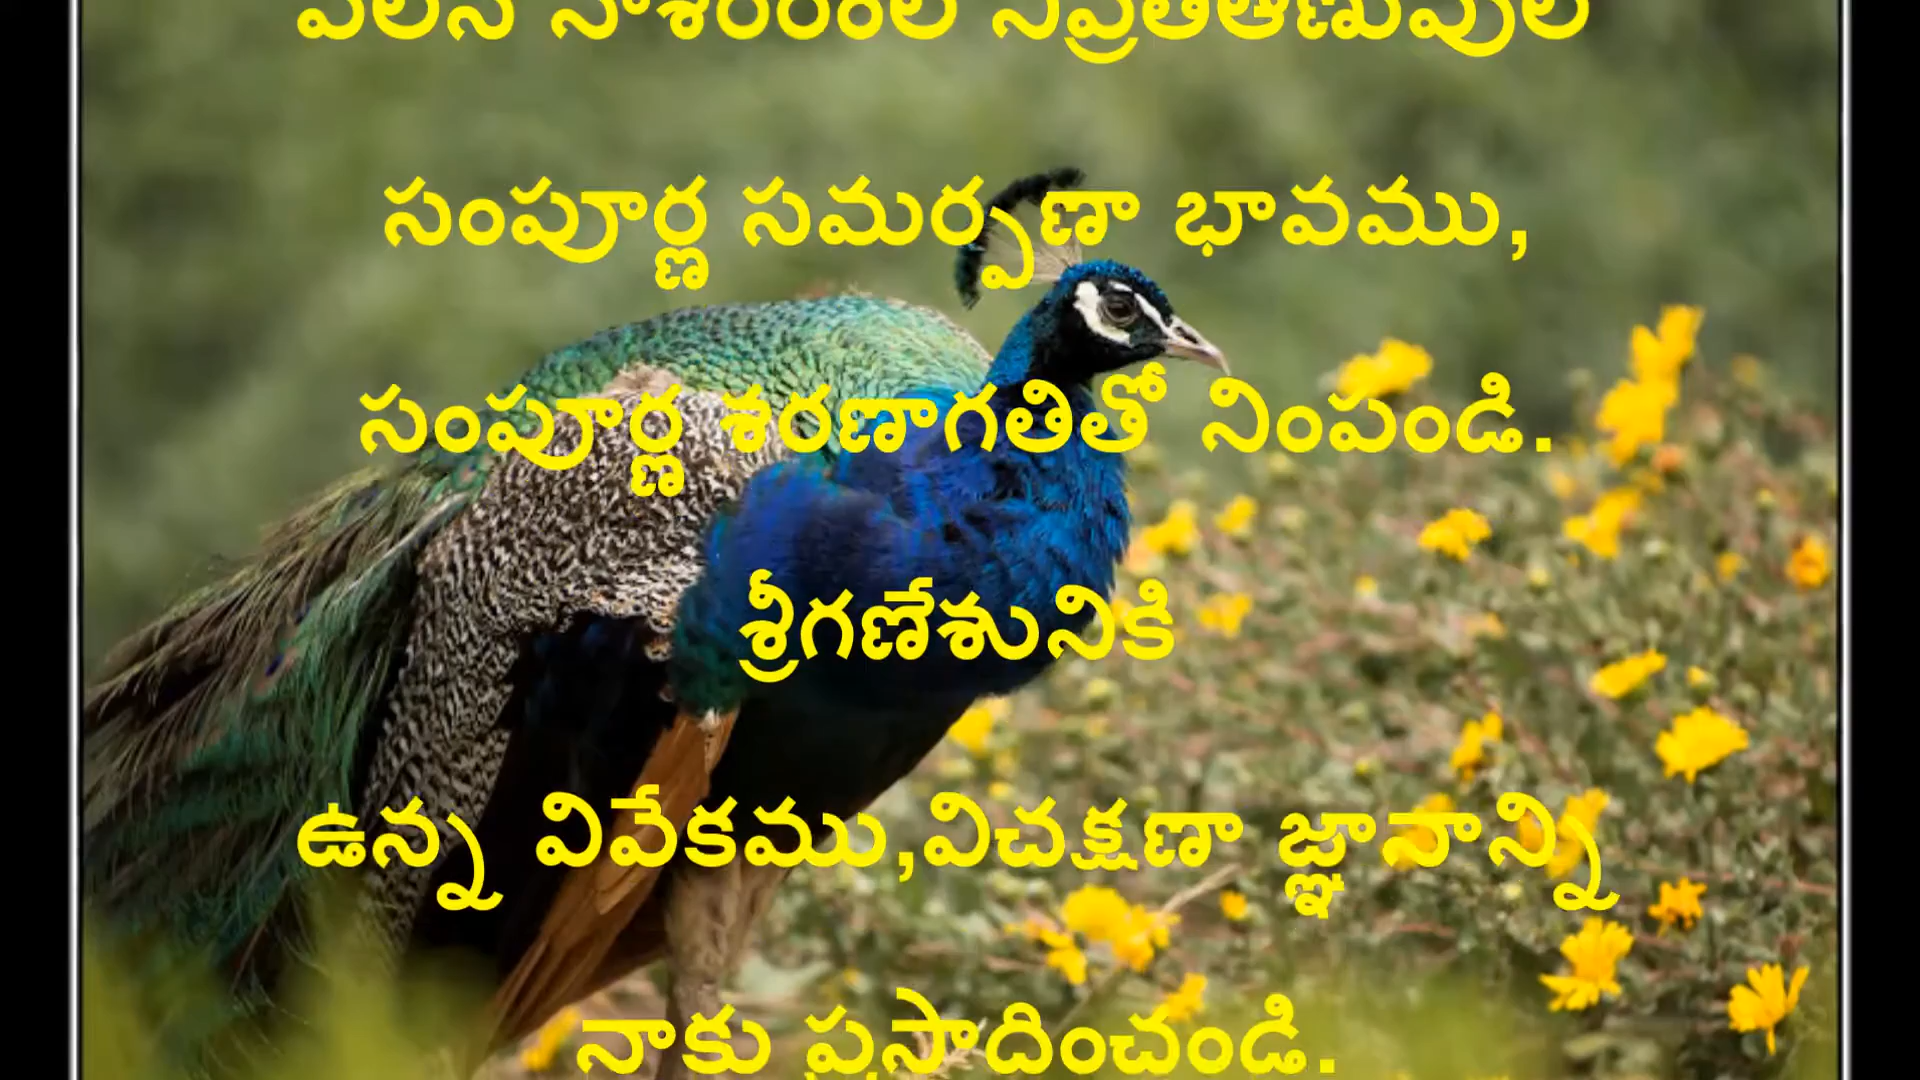 సంపూర్ణ సమర్పణా భావము,
సంపూర్ణ శరణాగతితో నింపండి.
శ్రీగణేశునికి
ఉన్న వివేకము,విచక్షణా జ్ఞానాన్ని
నాకు ప్రసాదించండి.